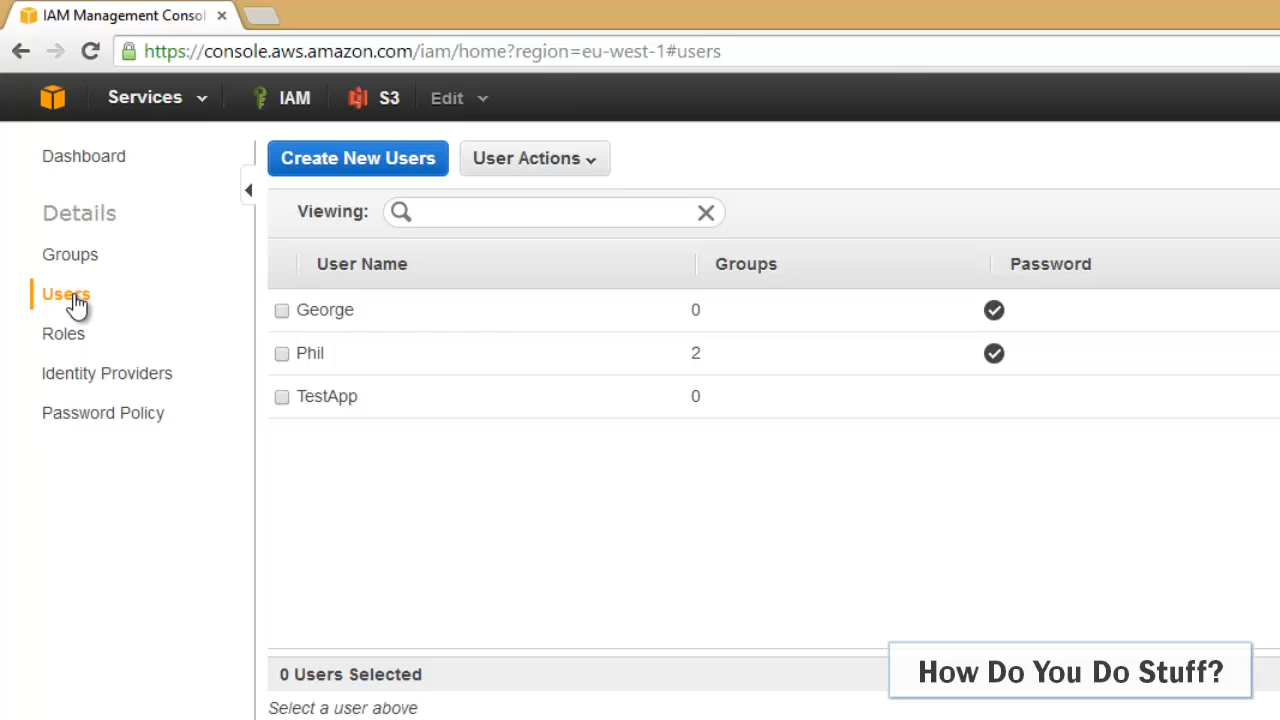 IAM Management Consol
https://console.aws.amazon.com/iam/home?region=eu-west-1#users
Services IAM S3 Edit
Dashboard
Details
Groups
Users
Roles
Identity Providers
Password Policy
Create New Users User Actions
Viewing:
User Name Groups Password
George 0
Phil 2
TestApp 0
0 Users Selected
Select a user above
How Do You Do Stuff?